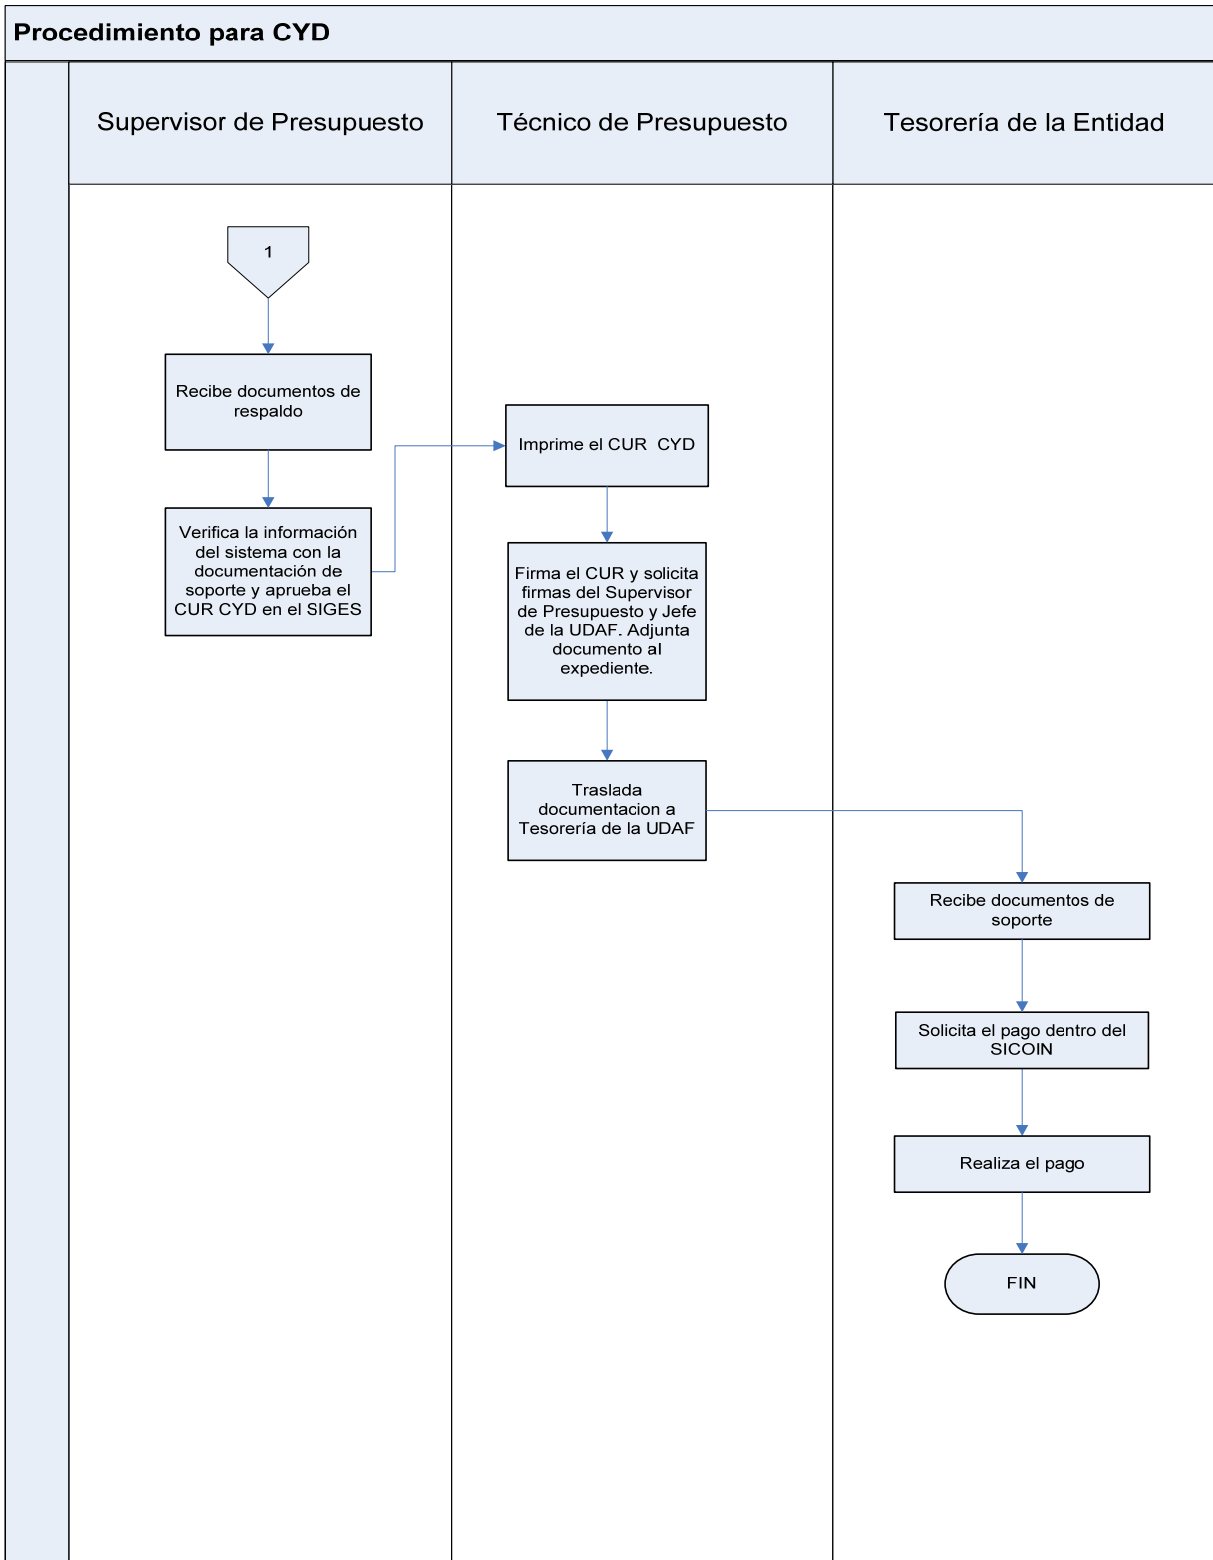 Procedimiento para CYD
Supervisor de Presupuesto
Técnico de Presupuesto
Tesorería de la Entidad
1
Recibe documentos de
respaldo
Verifica la información
del sistema con la
documentación de
soporte y aprueba el
CUR CYD en el SIGES
Imprime el CUR CYD
Firma el CUR y solicita
firmas del Supervisor
de Presupuesto y Jefe
de la UDAF. Adjunta
documento al
expediente.
Traslada
documentacion a
Tesorería de la UDAF
Recibe documentos de
soporte
Solicita el pago dentro del
SICOIN
Realiza el pago
FIN